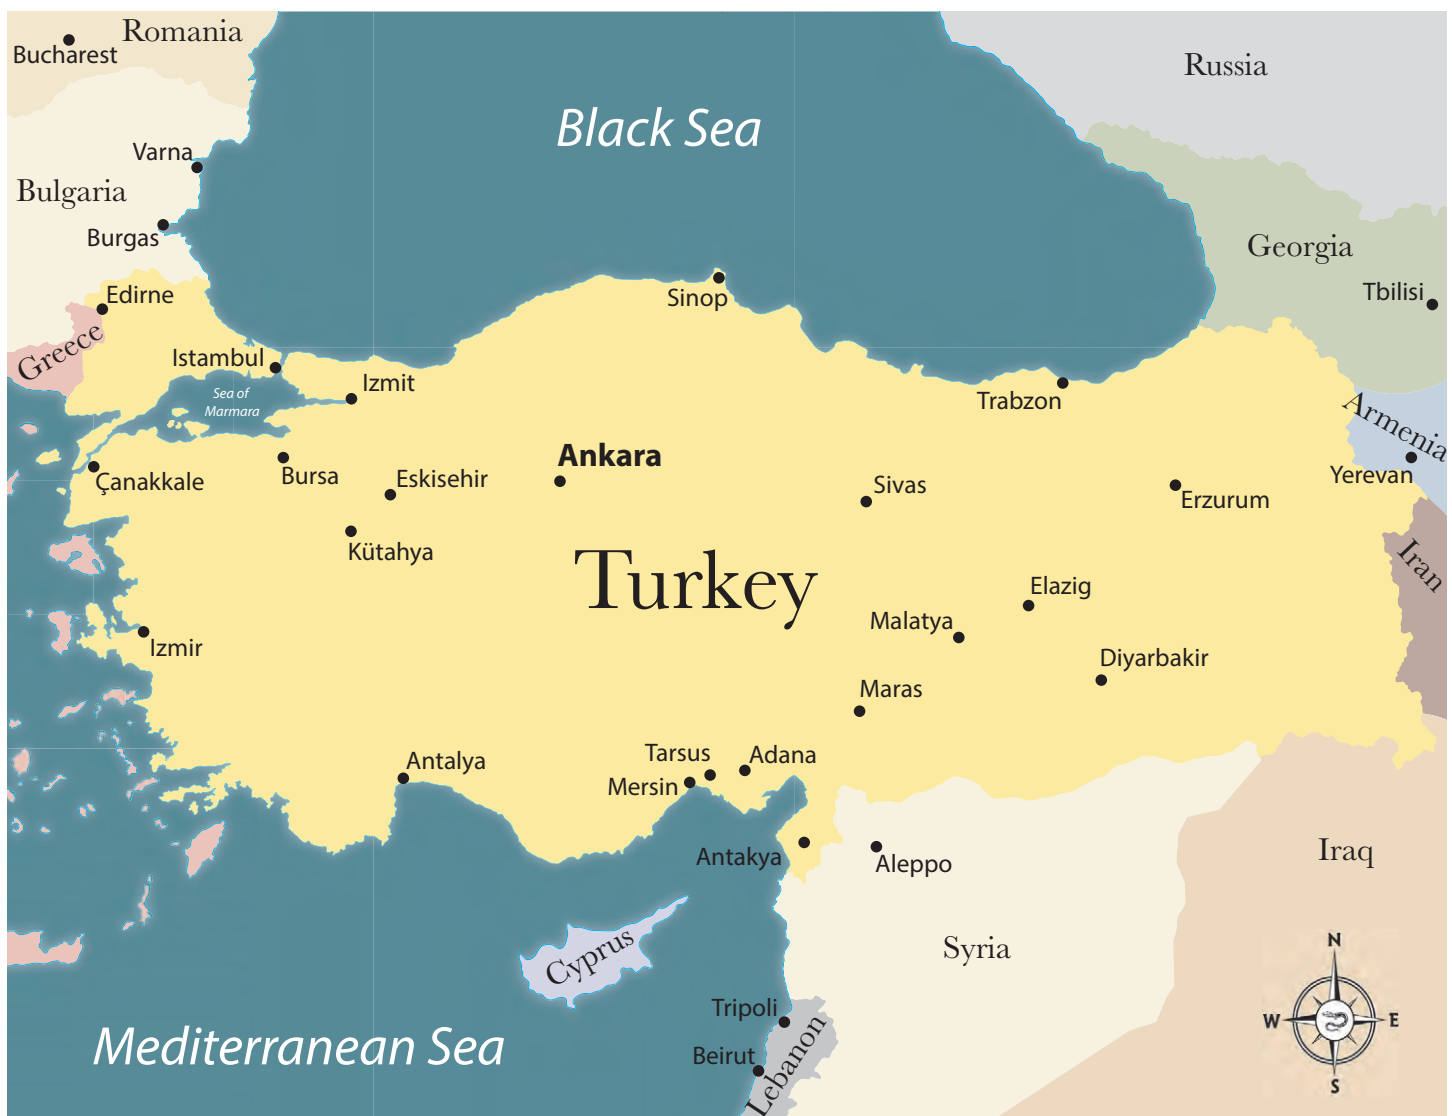 Romania
Bucharest
Russia
Black Sea
Varna
Bulgaria
Burgas
Georgia
Edirne
Tbilisi
Sinop
Greece
Istambul
Izmit
Sea of
Marmara
Trabzon
Armenia
Ankara
Çanakkale
Bursa
Eskisehir
Sivas
Yerevan
Erzurum
Kütahya
Turkey
Iran
Elazig
Malatya
Izmir
Diyarbakir
Maras
Antalya
Tarsus
Adana
Mersin
Antakya
Aleppo
Iraq
Cyprus
Syria
N
Tripoli
W
E
Mediterranean Sea
Beirut
Lebanon
S